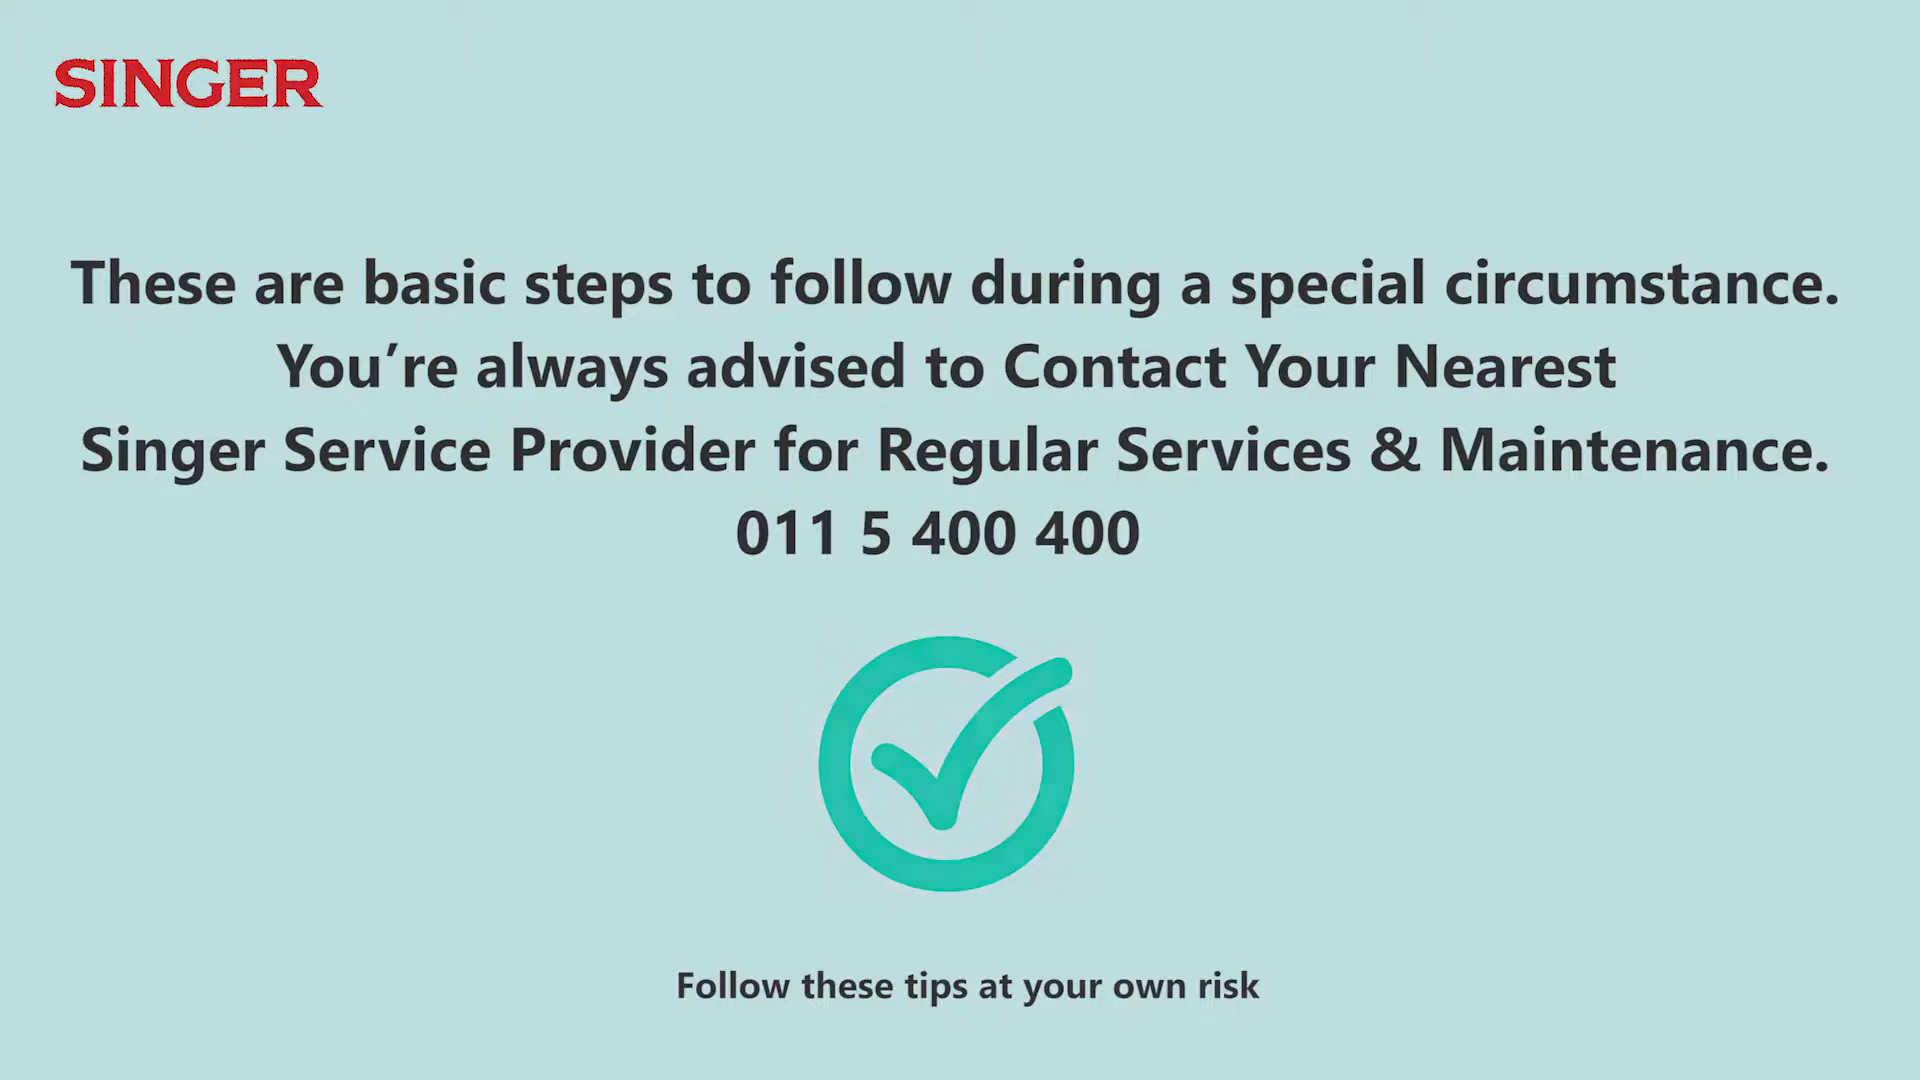 SINGER
These are basic steps to follow during a special circumstance.
You’re always advised to Contact Your Nearest
Singer Service Provider for Regular Services & Maintenance.
011 5 400 400
Follow these tips at your own risk